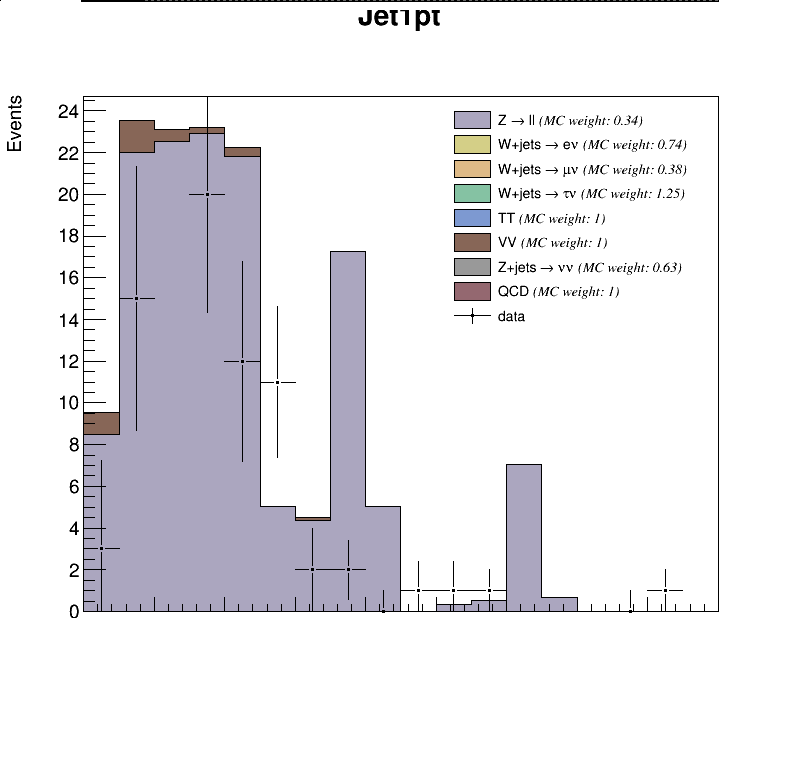 Jet1pt
Events
24
22
20
18
16
14
12
10
8
6
4
2
0
Z → ll (MC weight: 0.34)
W+jets → eν (MC weight: 0.74)
W+jets → μν (MC weight: 0.38)
W+jets → τν (MC weight: 1.25)
TT (MC weight: 1)
VV (MC weight: 1)
Z+jets → νν (MC weight: 0.63)
QCD (MC weight: 1)
data